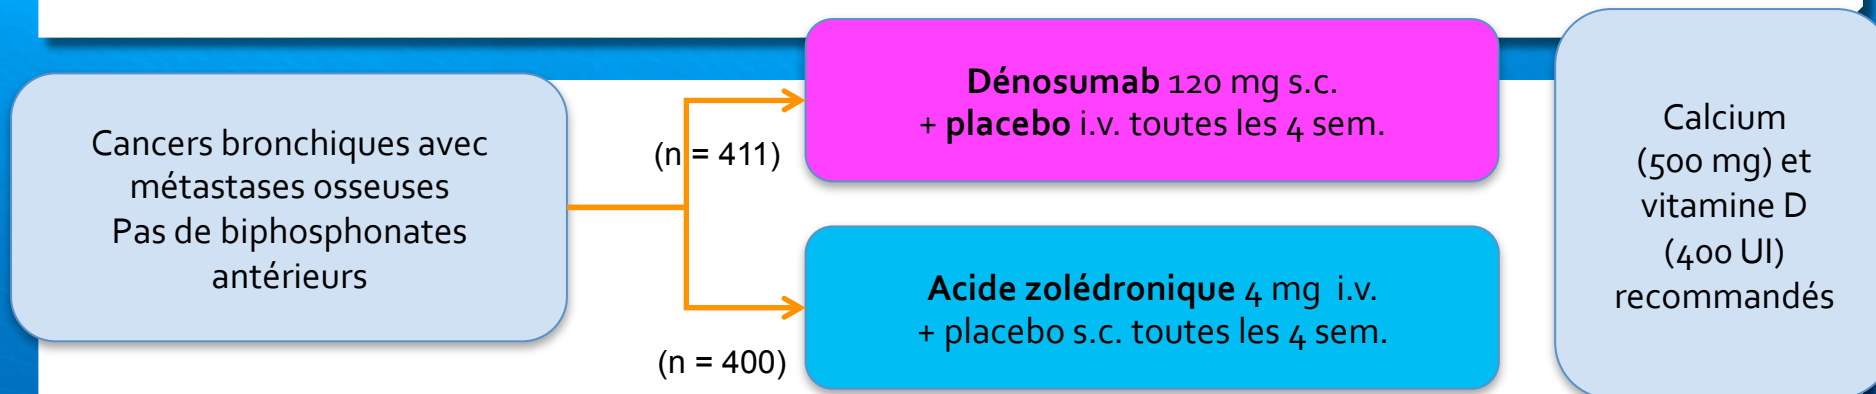 Cancers bronchiques avec
métastases osseuses
Pas de biphosphonates
antérieurs
(n = 411)
Dénosumab 120 mg s.c.
+ placebo i.v. toutes les 4 sem.
(n = 400)
Acide zolédronique 4 mg i.v.
+ placebo s.c. toutes les 4 sem.
Calcium
(500 mg) et
vitamine D
(400 UI)
recommandés